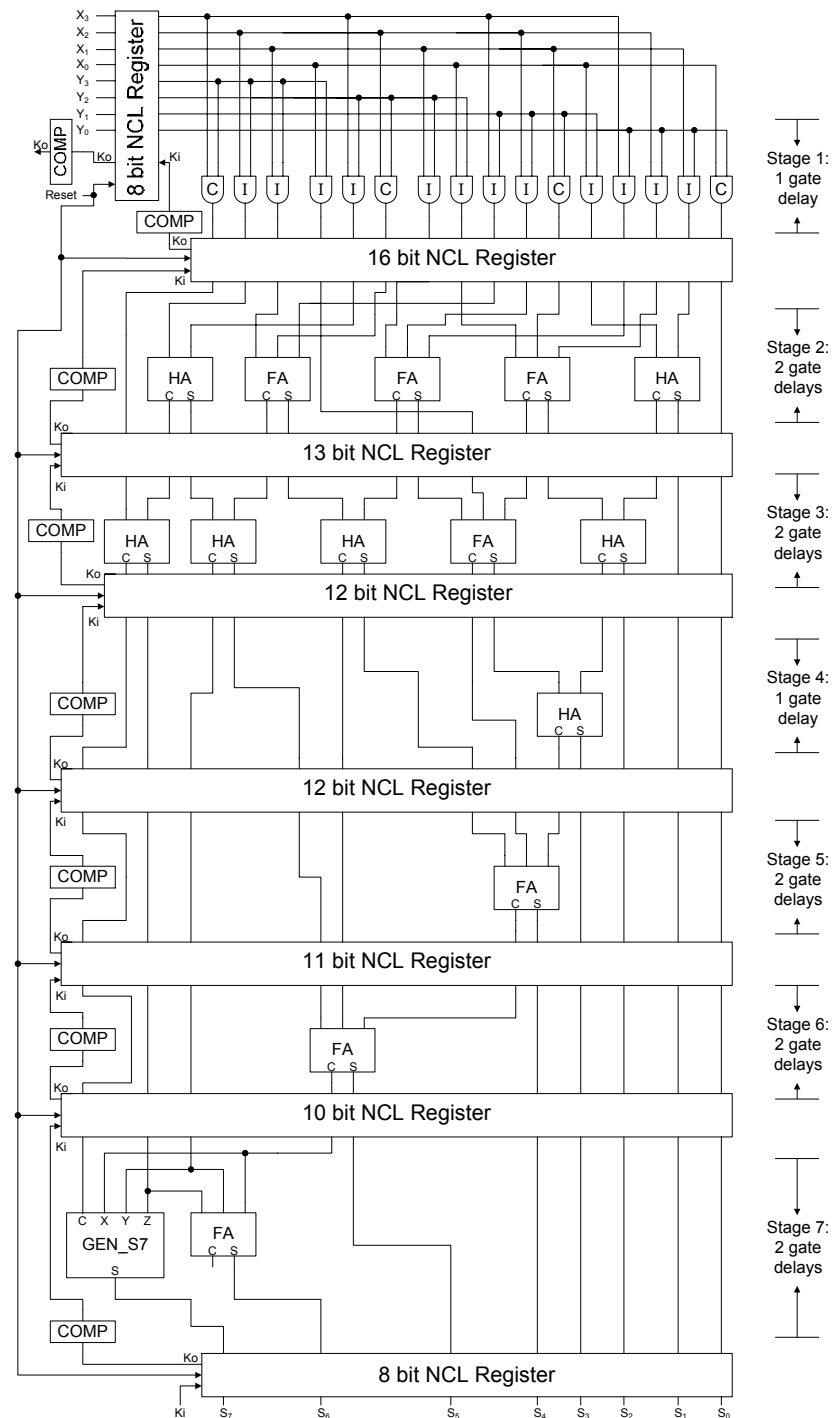 X3
X2
X1
X0
Y3
Y2
Y1
Y0
8 bit NCL Register
Ko
COMP
Ko
Ki
Reset
COMP
Ko
C I I I I C I I I I C I I I I C
Stage 1:
1 gate
delay
16 bit NCL Register
Ki
COMP
HA
C S
FA
C S
FA
C S
FA
C S
HA
C S
Stage 2:
2 gate
delays
Ko
13 bit NCL Register
Ki
COMP
HA
C S
HA
C S
HA
C S
FA
C S
HA
C S
Stage 3:
2 gate
delays
Ko
12 bit NCL Register
Ki
COMP
HA
C S
Stage 4:
1 gate
delay
Ko
12 bit NCL Register
Ki
COMP
FA
C S
Stage 5:
2 gate
delays
Ko
11 bit NCL Register
Ki
COMP
FA
C S
Stage 6:
2 gate
delays
Ko
10 bit NCL Register
Ki
C X Y Z
GEN_S7
S
FA
C S
Stage 7:
2 gate
delays
COMP
Ko
8 bit NCL Register
Ki S7 S6 S5 S4 S3 S2 S1 S0